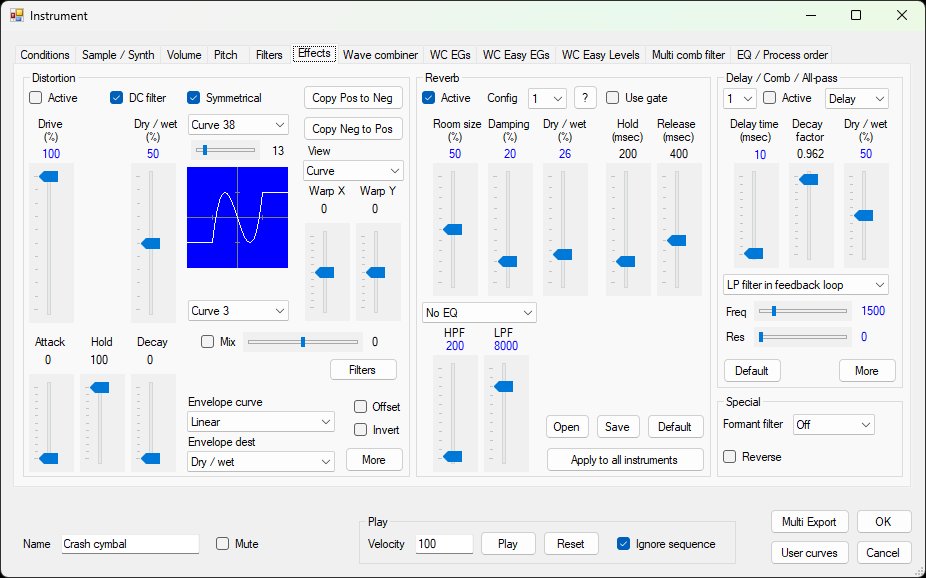 Instrument
Conditions Sample / Synth Volume Pitch Filters Effects Wave combiner WC EGs WC Easy EGs WC Easy Levels Multi comb filter EQ / Process order
Distortion
Active DC filter Symmetrical Copy Pos to Neg
Drive (%) 100
Dry / wet (%) 50
Curve 38
13
Copy Neg to Pos
View
Curve
Warp X 0
Warp Y 0
Curve 3
Attack 0
Hold 100
Decay 0
Mix 0
Filters
Envelope curve
Linear
Offset
Invert
Envelope dest
Dry / wet
More
Reverb
Active Config 1 ? Use gate
Room size (%) 50
Damping (%) 20
Dry / wet (%) 26
Hold (msec) 200
Release (msec) 400
No EQ
HPF 200
LPF 8000
Open Save Default
Apply to all instruments
Delay / Comb / All-pass
1 Active Delay
Delay time (msec) 10
Decay factor 0.962
Dry / wet (%) 50
LP filter in feedback loop
Freq 1500
Res 0
Default More
Special
Formant filter Off
Reverse
Name Crash cymbal Mute
Play
Velocity 100 Play Reset Ignore sequence
Multi Export OK
User curves Cancel